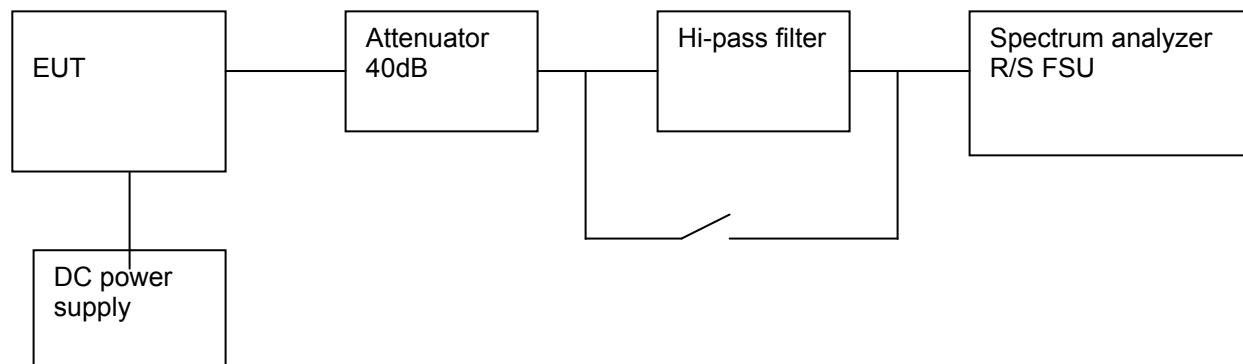 EUT
Attenuator
40dB
Hi-pass filter
Spectrum analyzer
R/S FSU
DC power
supply